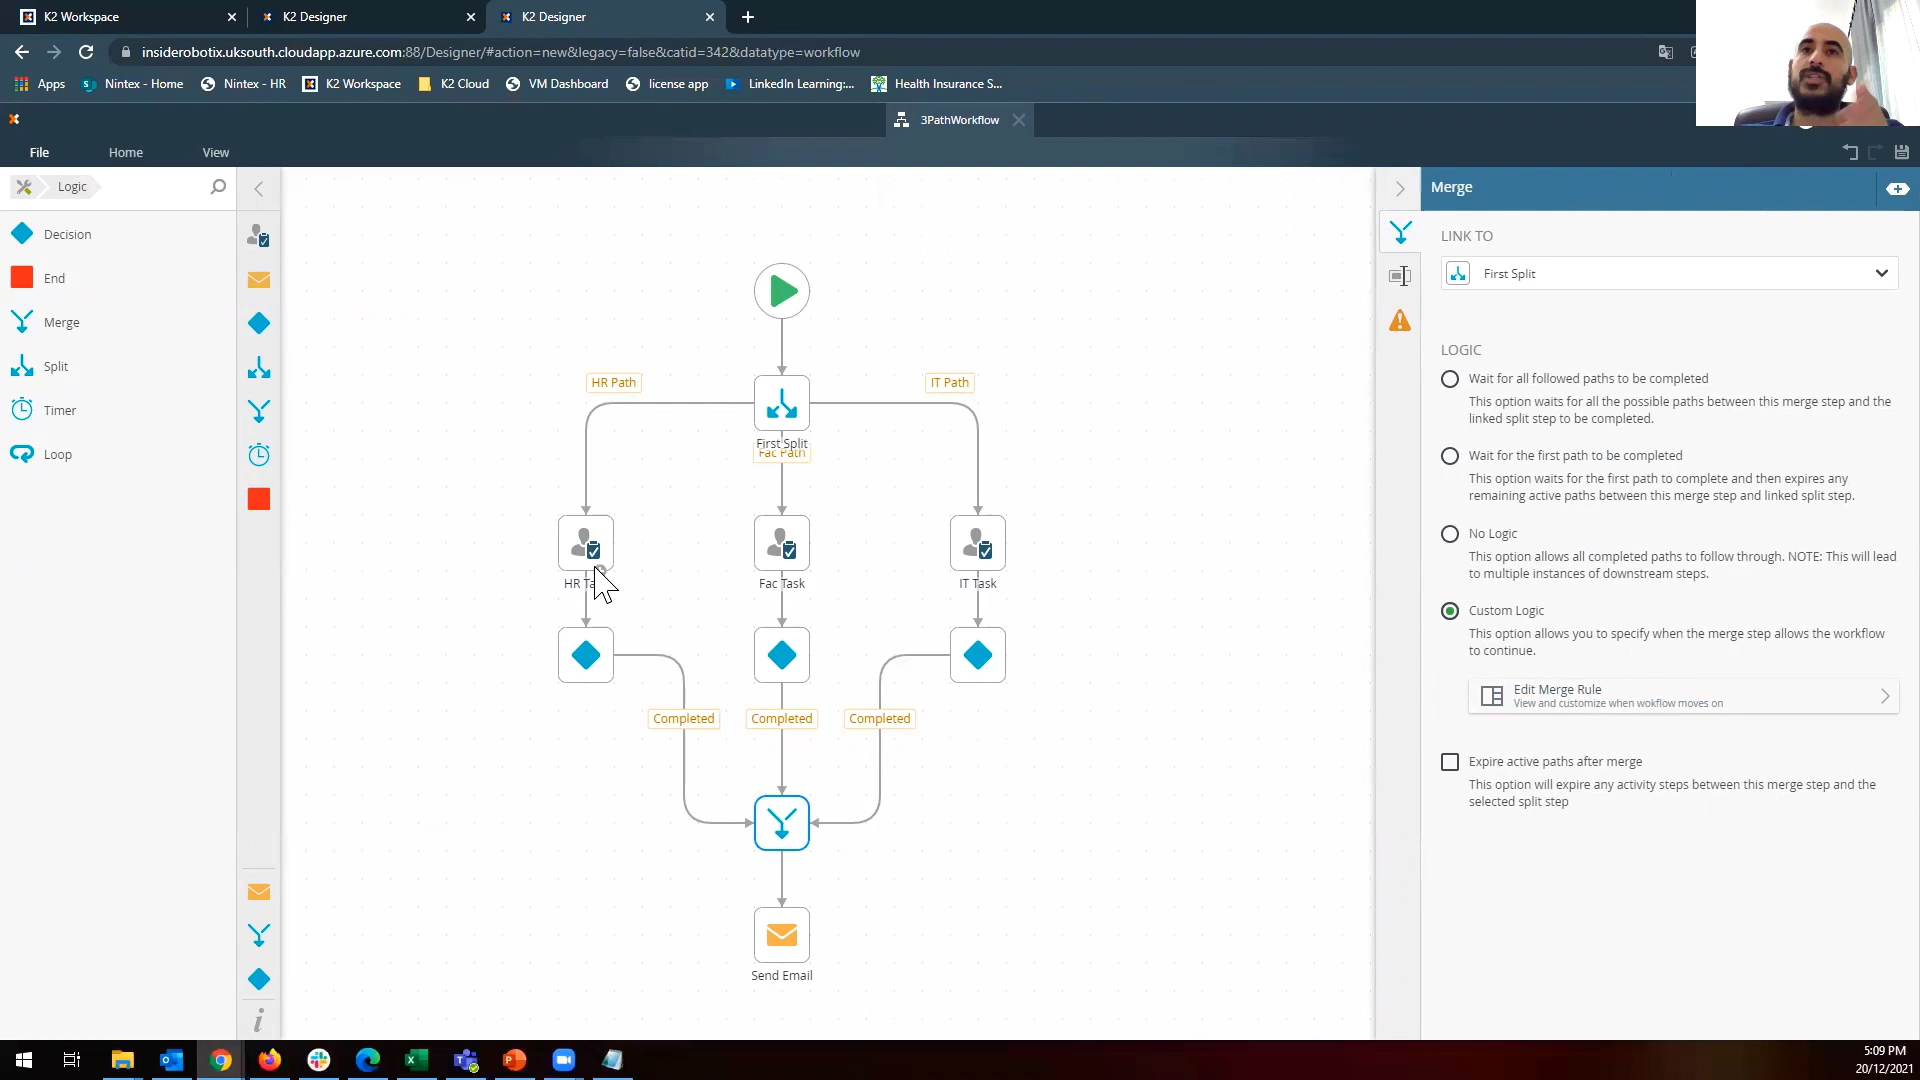 K2 Workspace
K2 Designer
K2 Designer
insiderobotix.uksouth.cloudapp.azure.com:88/Designer/#action=new&legacy=false&catid=342&datatype=workflow
Apps
Nintex - Home
Nintex - HR
K2 Workspace
K2 Cloud
VM Dashboard
license app
LinkedIn Learning:...
Health Insurance S...
3PathWorkflow
File
Home
View
Logic
Decision
End
Merge
Split
Timer
Loop
HR Path
IT Path
First Split
Fac Path
Fac Task
IT Task
Completed
Completed
Completed
Send Email
Merge
LINK TO
First Split
LOGIC
Wait for all followed paths to be completed
This option waits for all the possible paths between this merge step and the
linked split step to be completed.
Wait for the first path to be completed
This option waits for the first path to complete and then expires any
remaining active paths between this merge step and linked split step.
No Logic
This option allows all completed paths to follow through. NOTE: This will lead
to multiple instances of downstream steps.
Custom Logic
This option allows you to specify when the merge step allows the workflow
to continue.
Edit Merge Rule
View and customize when wokflow moves on
Expire active paths after merge
This option will expire any activity steps between this merge step and the
selected split step
5:09 PM
20/12/2021